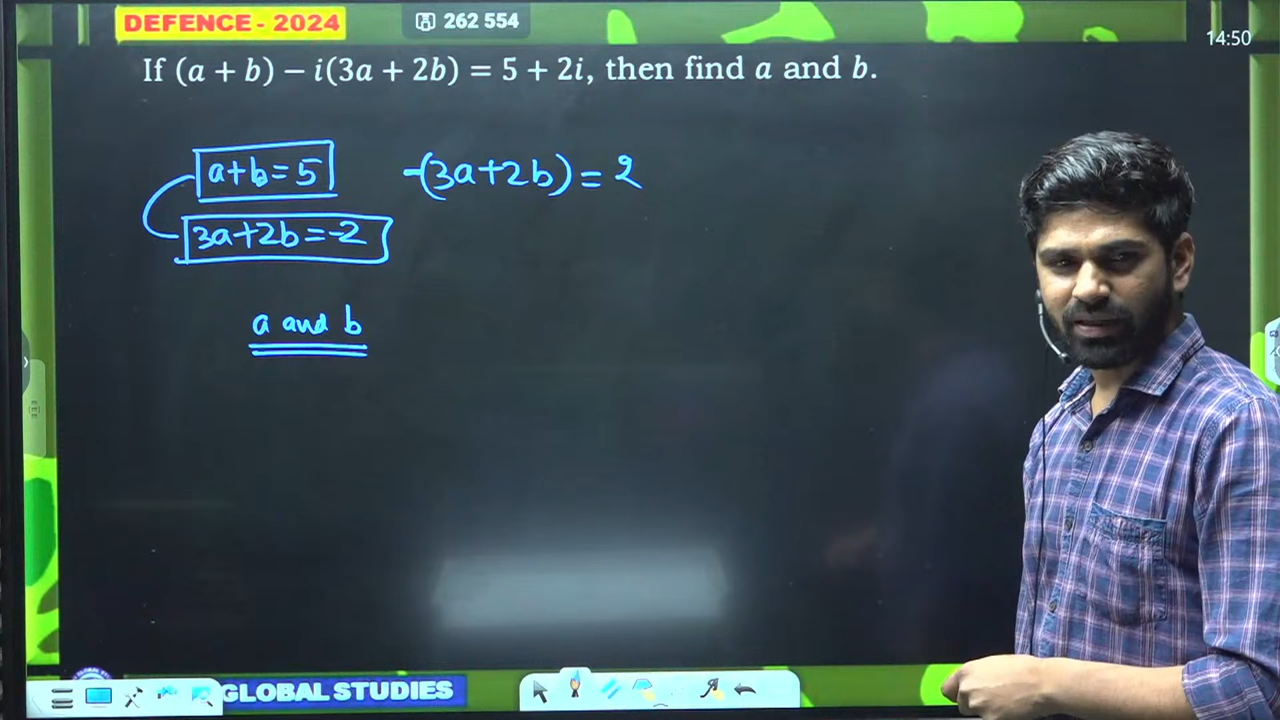 DEFENCE - 2024
262 554
14:50
If (a + b) − i(3a + 2b) = 5 + 2i, then find a and b.
a+b=5 -(3a+2b)=2
3a+2b=-2
a and b
GLOBAL STUDIES